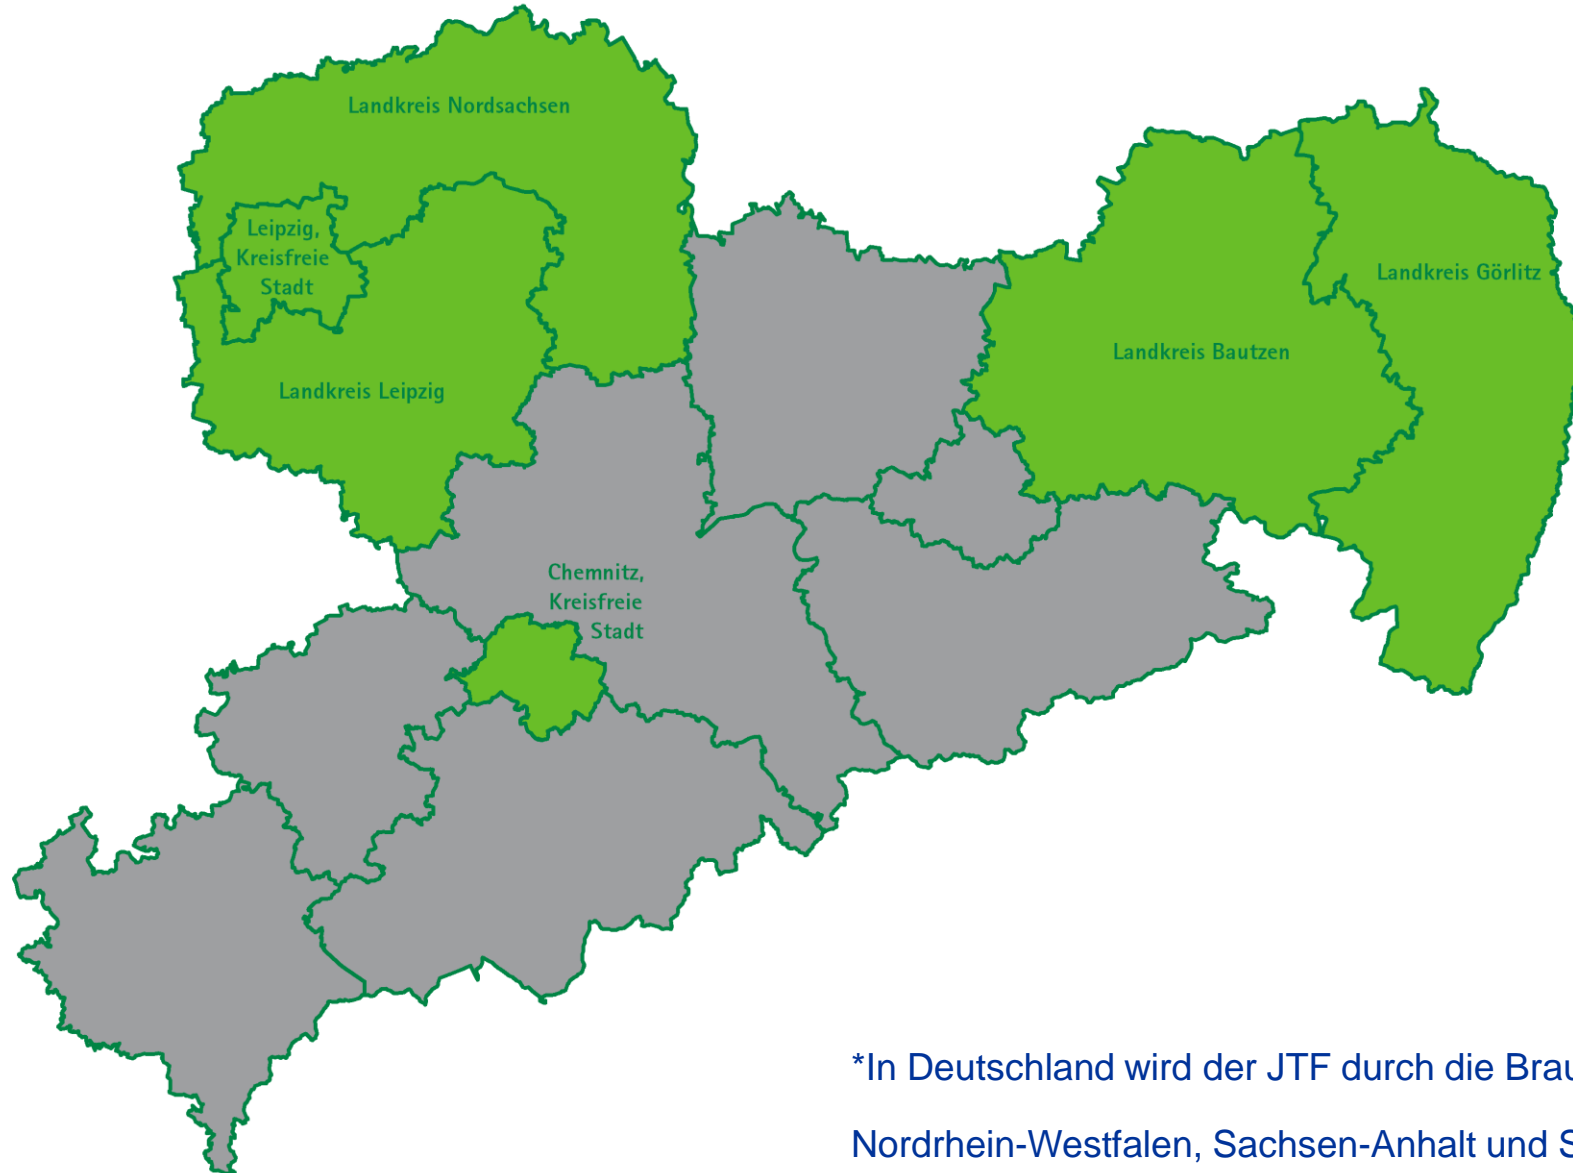 Landkreis Nordsachsen
Leipzig,
Kreisfreie
Stadt
Landkreis Görlitz
Landkreis Bautzen
Landkreis Leipzig
Chemnitz,
Kreisfreie
Stadt
*In Deutschland wird der JTF durch die
Nordrhein-Westfalen, Sachsen-Anhalt und